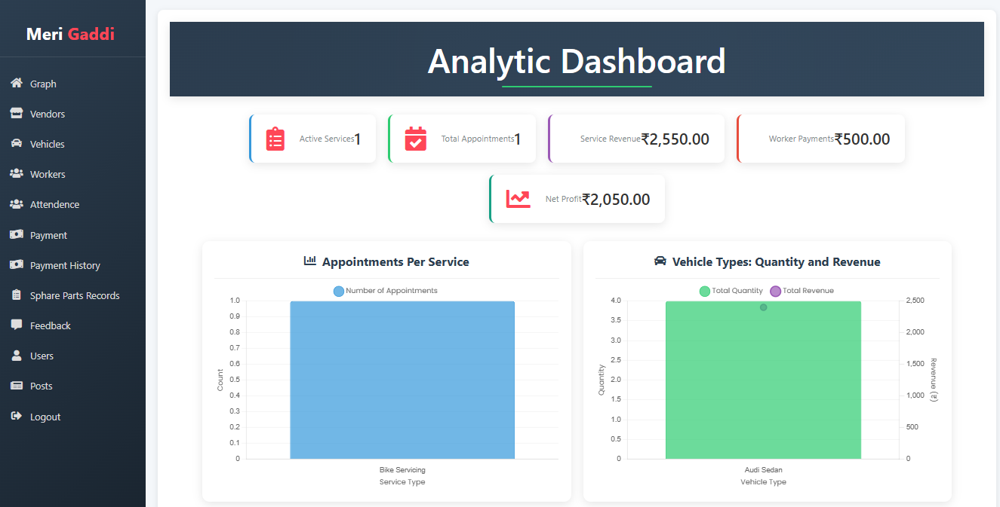 Meri Gaddi
Graph
Vendors
Vehicles
Workers
Attendence
Payment
Payment History
Sphare Parts Records
Feedback
Users
Posts
Logout
Analytic Dashboard
Active Services1
Total Appointments1
Service Revenue₹2,550.00
Worker Payments₹500.00
Net Profit₹2,050.00
Appointments Per Service
Number of Appointments
1.0
0.9
0.8
0.7
0.6
0.5
0.4
0.3
0.2
0.1
0
Count
Bike Servicing
Service Type
Vehicle Types: Quantity and Revenue
Total Quantity Total Revenue
4.0
3.5
3.0
2.5
2.0
1.5
1.0
0.5
0
Quantity
2,500
2,000
1,500
1,000
500
0
Revenue (₹)
Audi Sedan
Vehicle Type